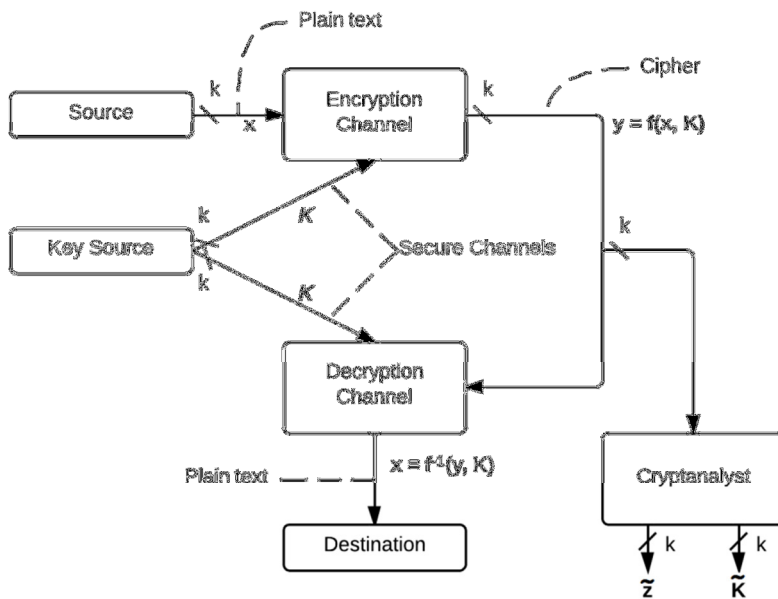 Plain text
k
k
Cipher
Source
x
Encryption
Channel
y = f(x, K)
k
K
k
Key Source
Secure Channels
k
K
Decryption
Channel
x = f⁻¹(y, K)
Plain text
Cryptanalyst
Destination
k
k
z̃
K̃